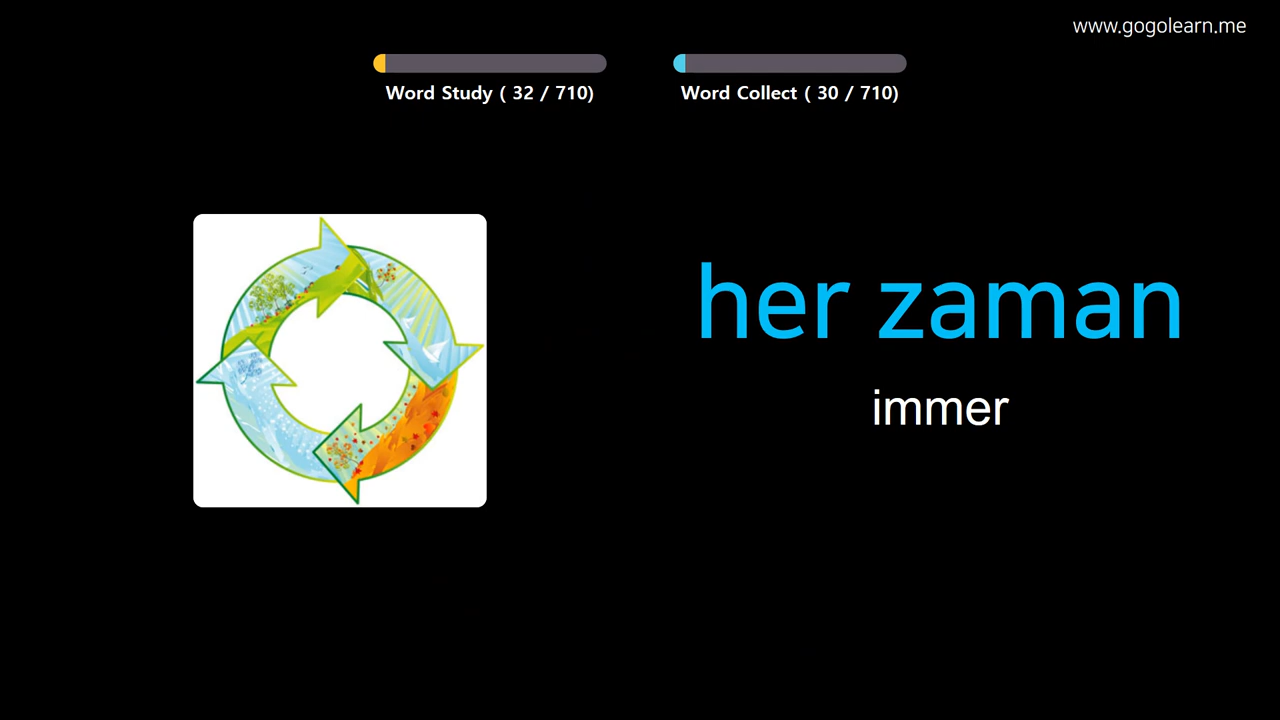 www.gogolearn.me
Word Study ( 32 / 710)
Word Collect ( 30 / 710)
her zaman
immer